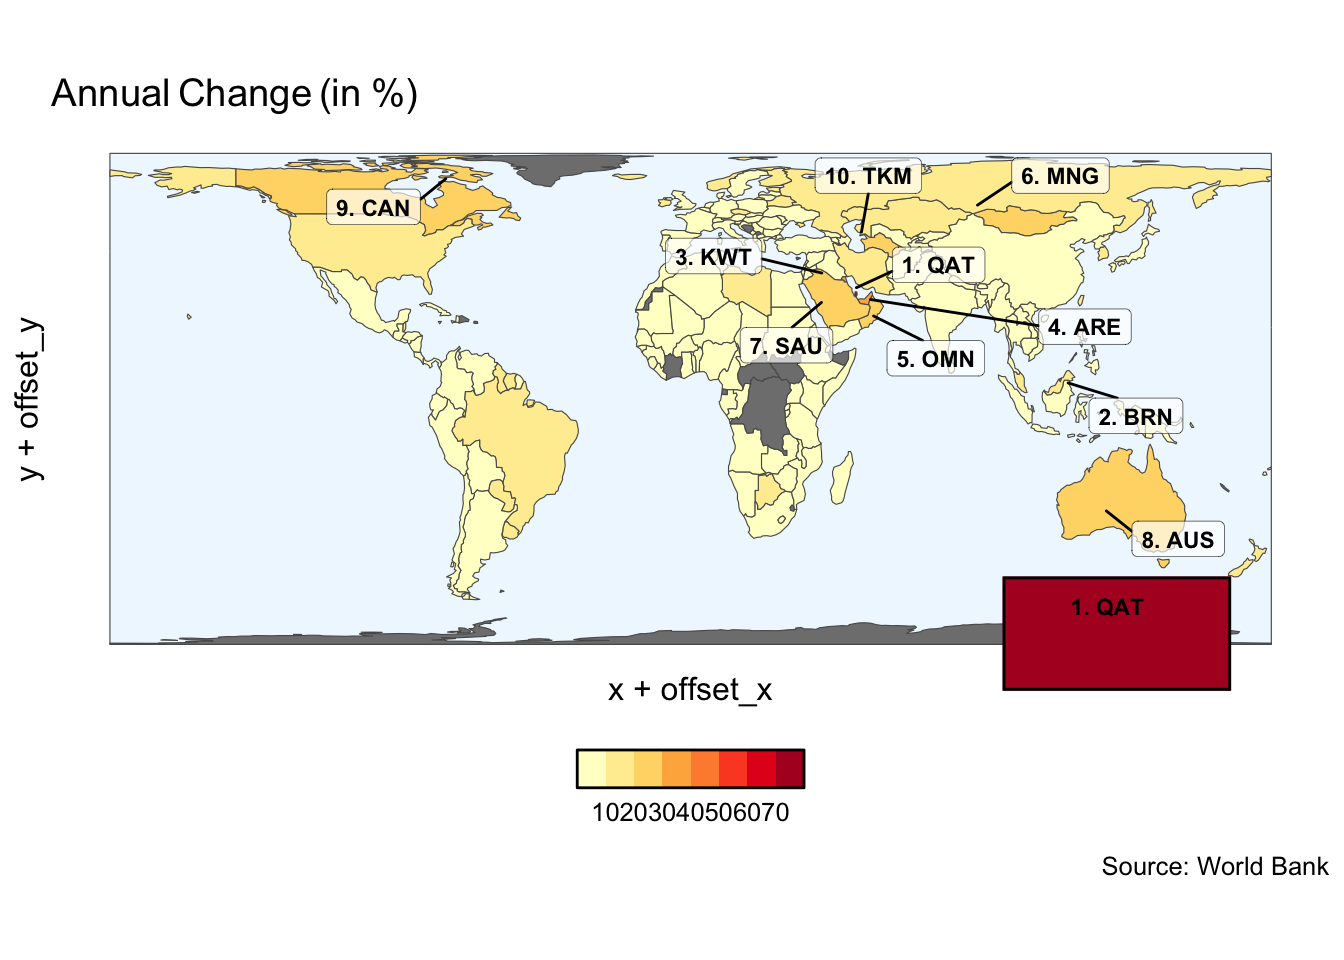 Annual Change (in %)
10. TKM
6. MNG
9. CAN
3. KWT
1. QAT
4. ARE
7. SAU
5. OMN
2. BRN
8. AUS
1. QAT
y + offset_y
x + offset_x
10203040506070
Source: World Bank